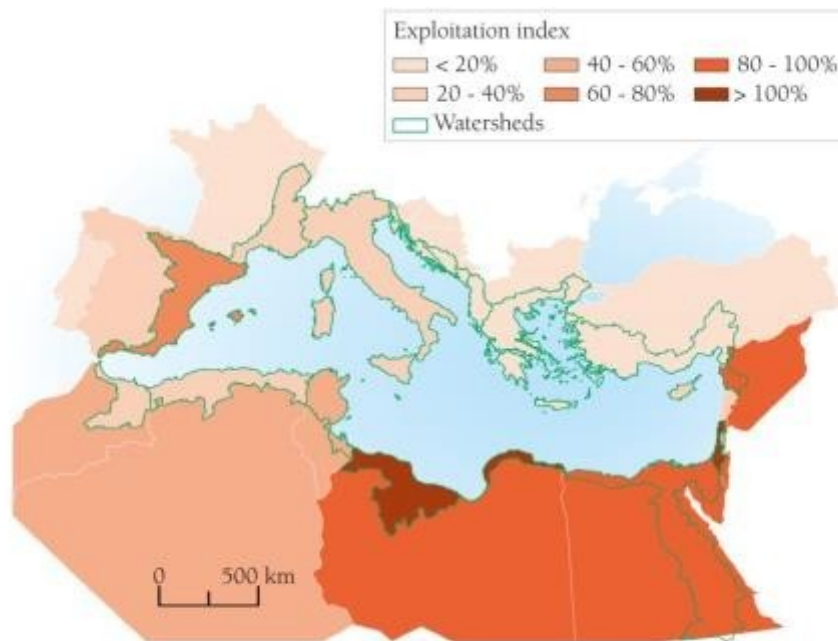 Exploitation index
< 20% 40 - 60% 80 - 100%
20 - 40% 60 - 80% > 100%
Watersheds
0 500 km